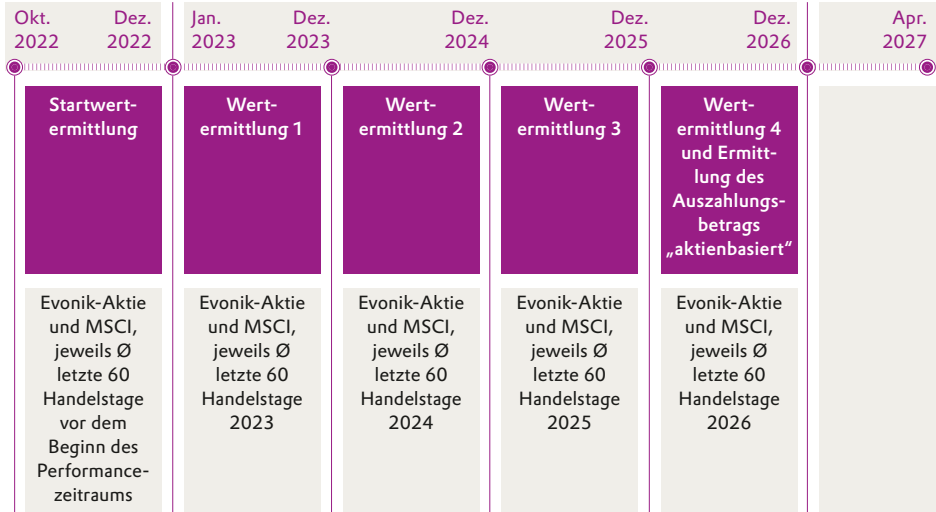 Okt. Dez. Jan. Dez. Dez. Dez. Dez. Apr.
2022 2022 2023 2023 2024 2025 2026 2027
Startwert-
ermittlung
Wert-
ermittlung 1
Wert-
ermittlung 2
Wert-
ermittlung 3
Wert-
ermittlung 4
und Ermitt-
lung des
Auszahlungs-
betrags
„aktienbasiert“
Evonik-Aktie
und MSCI,
jeweils Ø
letzte 60
Handelstage
vor dem
Beginn des
Performance-
zeitraums
Evonik-Aktie
und MSCI,
jeweils Ø
letzte 60
Handelstage
2023
Evonik-Aktie
und MSCI,
jeweils Ø
letzte 60
Handelstage
2024
Evonik-Aktie
und MSCI,
jeweils Ø
letzte 60
Handelstage
2025
Evonik-Aktie
und MSCI,
jeweils Ø
letzte 60
Handelstage
2026